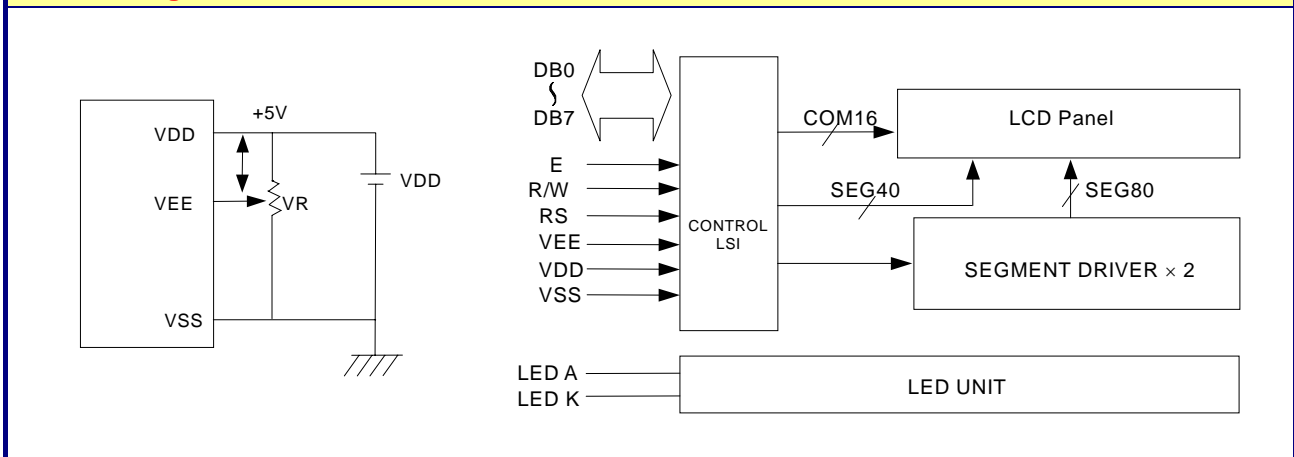 +5V
VDD
VEE
VR
VDD
VSS
DB0
DB7
E
R/W
RS
VEE
VDD
VSS
CONTROL
LSI
COM16
SEG40
LCD Panel
SEG80
SEGMENT DRIVER × 2
LED A
LED K
LED UNIT